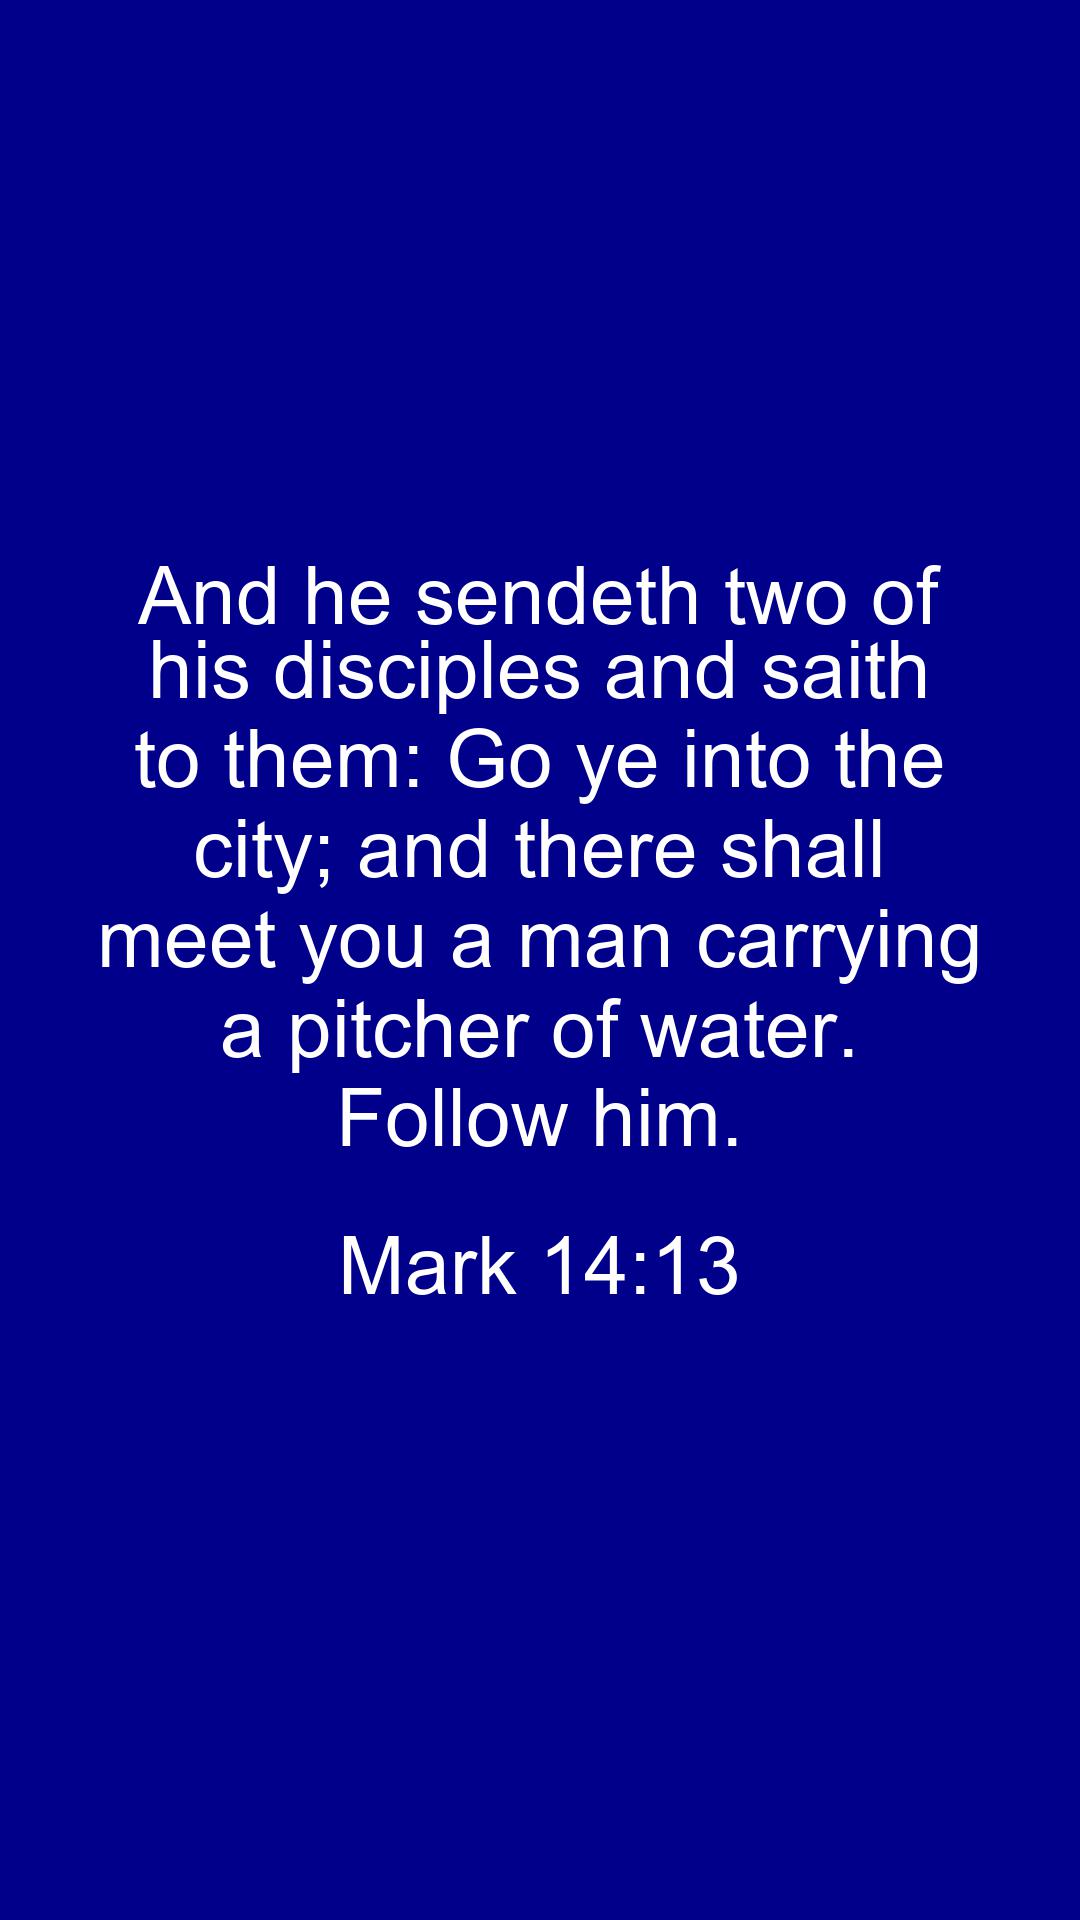 And he sendeth two of
his disciples and saith
to them: Go ye into the
city; and there shall
meet you a man carrying
a pitcher of water.
Follow him.
Mark 14:13